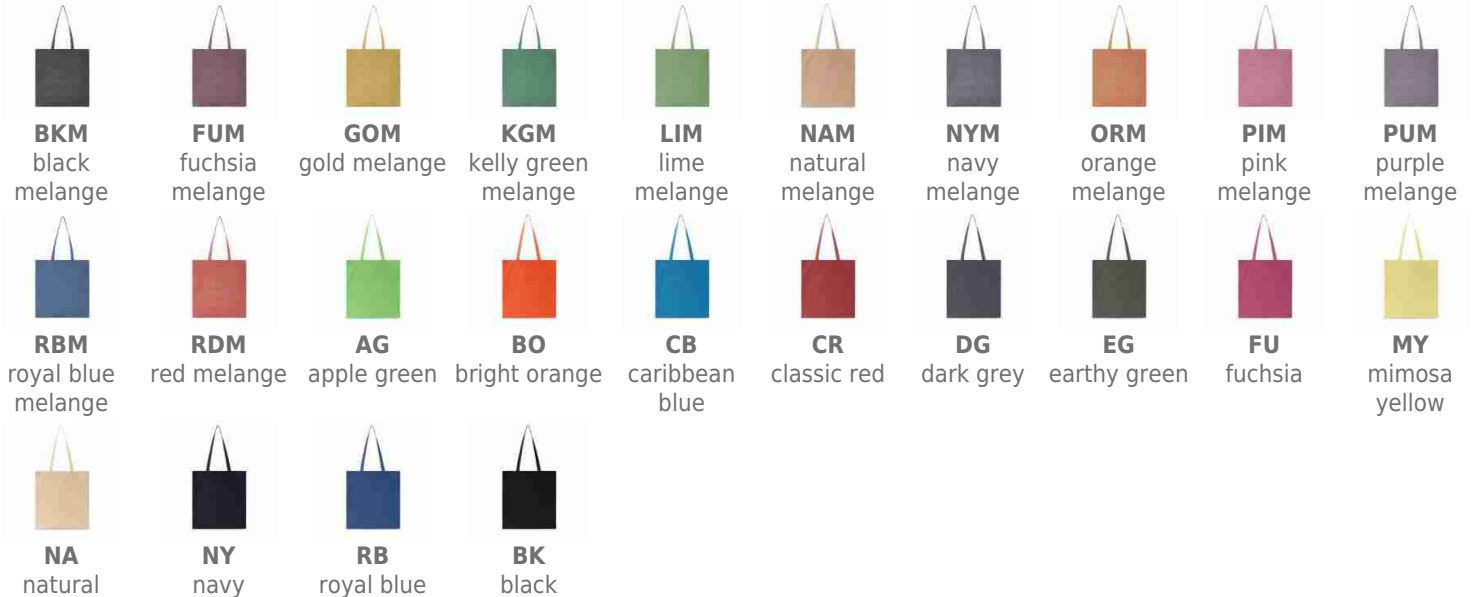 BKM
black
melange
FUM
fuchsia
melange
GOM
gold melange
KGM
kelly green
melange
LIM
lime
melange
NAM
natural
melange
NYM
navy
melange
ORM
orange
melange
PIM
pink
melange
PUM
purple
melange
RBM
royal blue
melange
RDM
red melange
AG
apple green
BO
bright orange
CB
caribbean
blue
CR
classic red
DG
dark grey
EG
earthy green
FU
fuchsia
MY
mimosa
yellow
NA
natural
NY
navy
RB
royal blue
BK
black